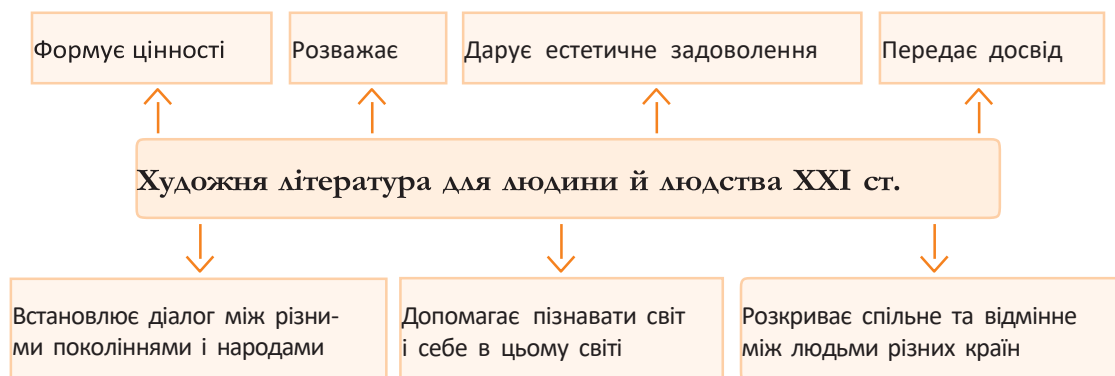 Формує цінності
Розважає
Дарує естетичне задоволення
Передає досвід
Художня література для людини й людства XXI ст.
Встановлює діалог між різни-
ми поколіннями і народами
Допомагає пізнавати світ
і себе в цьому світі
Розкриває спільне та відмінне
між людьми різних країн